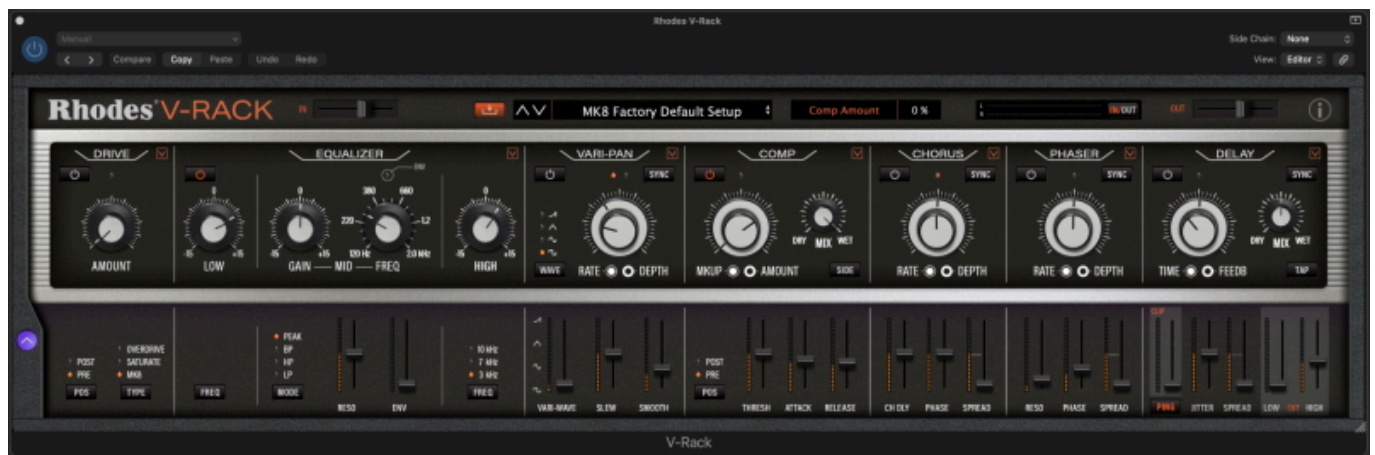 Rhodes V-Rack
Manual
Side Chain: None
Compare Copy Paste Undo Redo
View: Editor
Rhodes V-RACK IN MK8 Factory Default Setup Comp Amount 0 % L R IN/OUT OUT i
DRIVE EQUALIZER VARI-PAN COMP CHORUS PHASER DELAY
ENV
SYNC SYNC SYNC TAP
0 0 380 660 0
220 1.2
-15 +15 -15 +15 120 Hz 2.0 kHz -15 +15
DRY MIX WET DRY MIX WET
AMOUNT LOW GAIN MID FREQ HIGH
WAVE RATE DEPTH MKUP AMOUNT SIDE RATE DEPTH RATE DEPTH TIME FEEDB TAP
CLIP
PEAK
OVERDRIVE BP 10 kHz
POST SATURATE HP 7 kHz POST
PRE MK8 LP 3 kHz PRE
POS TYPE FREQ MODE FREQ POS
RESO ENV VARI-WAVE SLEW SMOOTH THRESH ATTACK RELEASE CH DLY PHASE SPREAD RESO PHASE SPREAD PING JITTER SPREAD LOW CUT HIGH
V-Rack